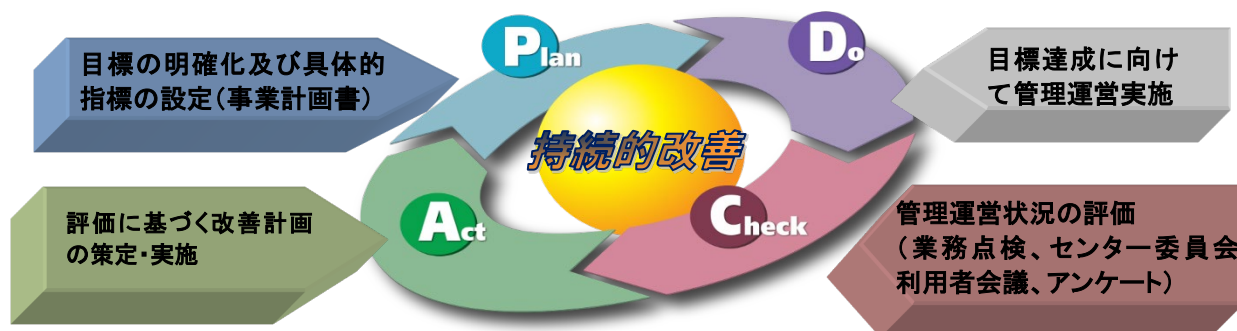 目標の明確化及び具体的
指標の設定（事業計画書）
Plan
Do
目標達成に向け
て管理運営実施
持続的改善
評価に基づく改善計画
の策定・実施
Act
Check
管理運営状況の評価
（業務点検、センター委員会
利用者会議、アンケート）